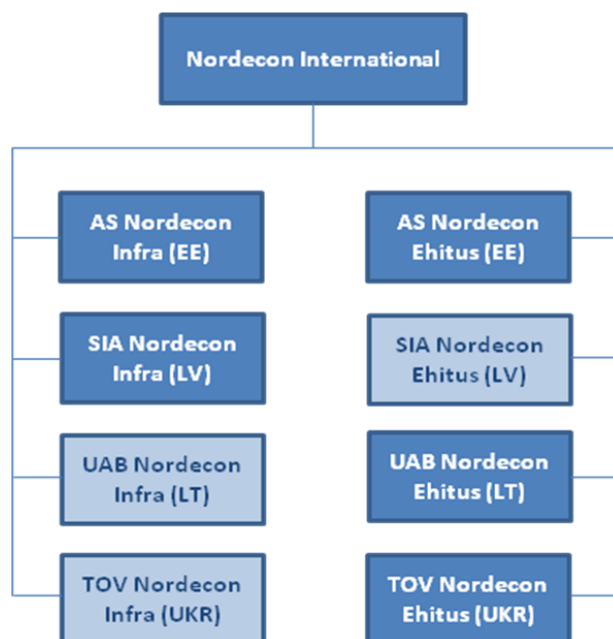 Nordecon International
AS Nordecon
Infra (EE)
AS Nordecon
Ehitus (EE)
SIA Nordecon
Infra (LV)
SIA Nordecon
Ehitus (LV)
UAB Nordecon
Infra (LT)
UAB Nordecon
Ehitus (LT)
TOV Nordecon
Infra (UKR)
TOV Nordecon
Ehitus (UKR)